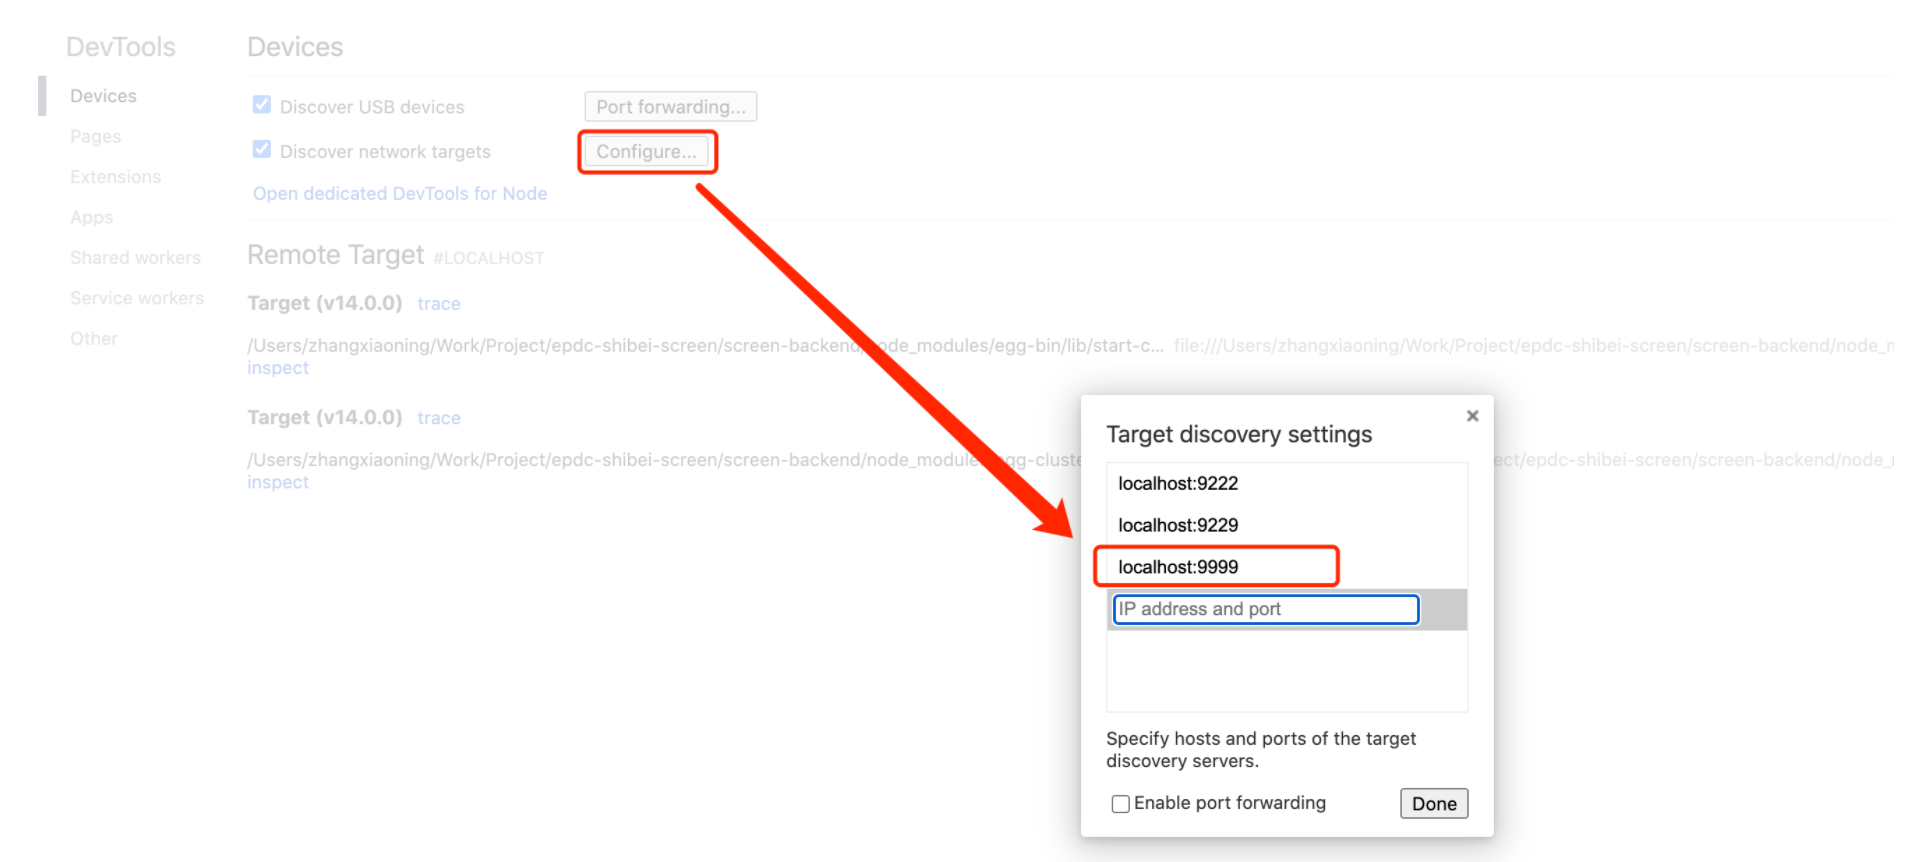 DevTools
Devices
Pages
Extensions
Apps
Shared workers
Service workers
Other
Devices
Discover USB devices
Port forwarding...
Discover network targets
Configure...
Open dedicated DevTools for Node
Remote Target #LOCALHOST
Target (v14.0.0) trace
/Users/zhangxiaoning/Work/Project/epdc-shibei-screen/screen-backend/node_modules/egg-bin/lib/start-c... file:///Users/zhangxiaoning/Work/Project/epdc-shibei-screen/screen-backend/node_n
inspect
Target (v14.0.0) trace
/Users/zhangxiaoning/Work/Project/epdc-shibei-screen/screen-backend/node_module egg-cluste ect/epdc-shibei-screen/screen-backend/node_
inspect
Target discovery settings
localhost:9222
localhost:9229
localhost:9999
IP address and port
Specify hosts and ports of the target
discovery servers.
Enable port forwarding
Done